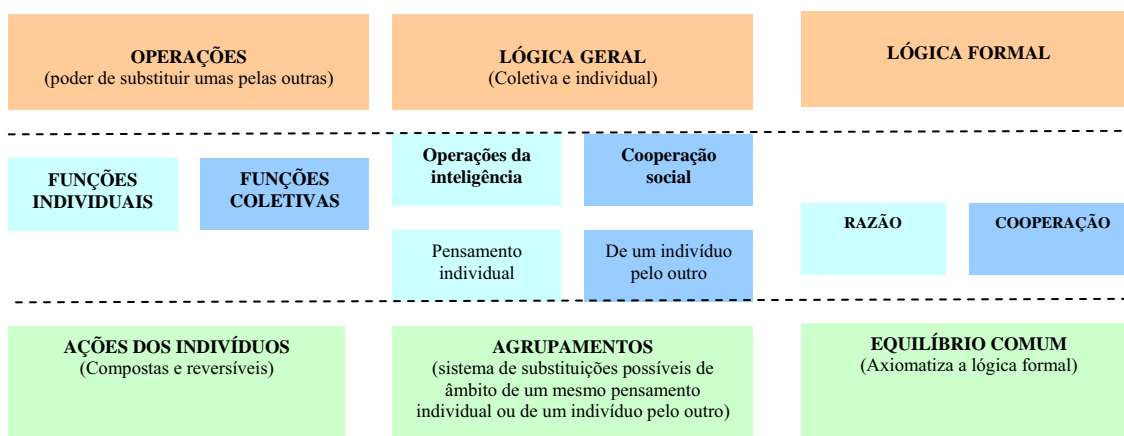 OPERAÇÕES
(poder de substituir umas pelas outras)
LÓGICA GERAL
(Coletiva e individual)
LÓGICA FORMAL
FUNÇÕES
INDIVIDUAIS
FUNÇÕES
COLETIVAS
Operações da
inteligência
Cooperação
social
Pensamento
individual
De um indivíduo
pelo outro
RAZÃO
COOPERAÇÃO
AÇÕES DOS INDIVÍDUOS
(Compostas e reversíveis)
AGRUPAMENTOS
(sistema de substituições possíveis de
âmbito de um mesmo pensamento
individual ou de um indivíduo pelo outro)
EQUILÍBRIO COMUM
(Axiomatiza a lógica formal)